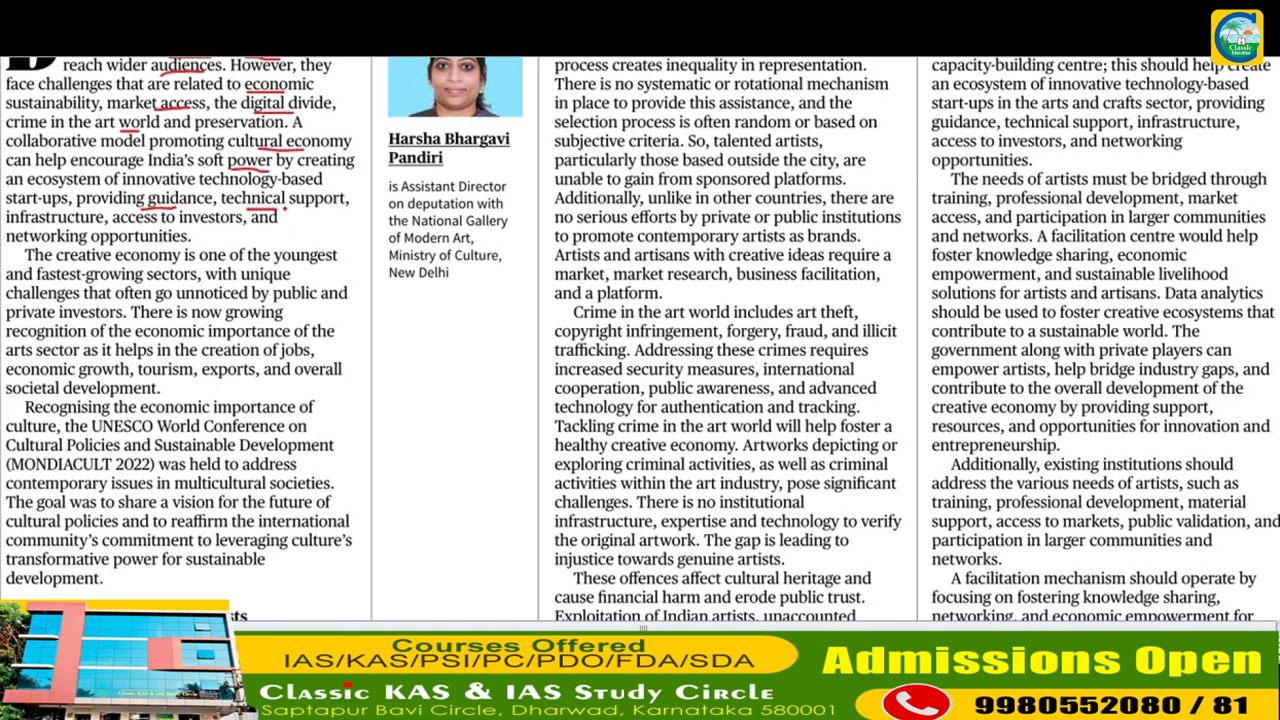 reach wider audiences. However, they
face challenges that are related to economic
sustainability, market access, the digital divide,
crime in the art world and preservation. A
collaborative model promoting cultural economy
can help encourage India's soft power by creating
an ecosystem of innovative technology-based
start-ups, providing guidance, technical support,
infrastructure, access to investors, and
networking opportunities.
The creative economy is one of the youngest
and fastest-growing sectors, with unique
challenges that often go unnoticed by public and
private investors. There is now growing
recognition of the economic importance of the
arts sector as it helps in the creation of jobs,
economic growth, tourism, exports, and overall
societal development.
Recognising the economic importance of
culture, the UNESCO World Conference on
Cultural Policies and Sustainable Development
(MONDIACULT 2022) was held to address
contemporary issues in multicultural societies.
The goal was to share a vision for the future of
cultural policies and to reaffirm the international
community's commitment to leveraging culture's
transformative power for sustainable
development.
Harsha Bhargavi
Pandiri
is Assistant Director
on deputation with
the National Gallery
of Modern Art,
Ministry of Culture,
New Delhi
process creates inequality in representation.
There is no systematic or rotational mechanism
in place to provide this assistance, and the
selection process is often random or based on
subjective criteria. So, talented artists,
particularly those based outside the city, are
unable to gain from sponsored platforms.
Additionally, unlike in other countries, there are
no serious efforts by private or public institutions
to promote contemporary artists as brands.
Artists and artisans with creative ideas require a
market, market research, business facilitation,
and a platform.
Crime in the art world includes art theft,
copyright infringement, forgery, fraud, and illicit
trafficking. Addressing these crimes requires
increased security measures, international
cooperation, public awareness, and advanced
technology for authentication and tracking.
Tackling crime in the art world will help foster a
healthy creative economy. Artworks depicting or
exploring criminal activities, as well as criminal
activities within the art industry, pose significant
challenges. There is no institutional
infrastructure, expertise and technology to verify
the original artwork. The gap is leading to
injustice towards genuine artists.
These offences affect cultural heritage and
cause financial harm and erode public trust.
Exploitation of Indian artists, unaccounted
capacity-building centre; this should help create
an ecosystem of innovative technology-based
start-ups in the arts and crafts sector, providing
guidance, technical support, infrastructure,
access to investors, and networking
opportunities.
The needs of artists must be bridged through
training, professional development, market
access, and participation in larger communities
and networks. A facilitation centre would help
foster knowledge sharing, economic
empowerment, and sustainable livelihood
solutions for artists and artisans. Data analytics
should be used to foster creative ecosystems that
contribute to a sustainable world. The
government along with private players can
empower artists, help bridge industry gaps, and
contribute to the overall development of the
creative economy by providing support,
resources, and opportunities for innovation and
entrepreneurship.
Additionally, existing institutions should
address the various needs of artists, such as
training, professional development, material
support, access to markets, public validation, and
participation in larger communities and
networks.
A facilitation mechanism should operate by
focusing on fostering knowledge sharing,
networking, and economic empowerment for
Classic
Education
Courses Offered
IAS/KAS/PSI/PC/PDO/FDA/SDA
Classic KAS & IAS Study Circle
Saptapur Bavi Circle, Dharwad, Karnataka 580001
Admissions Open
9980552080 / 81